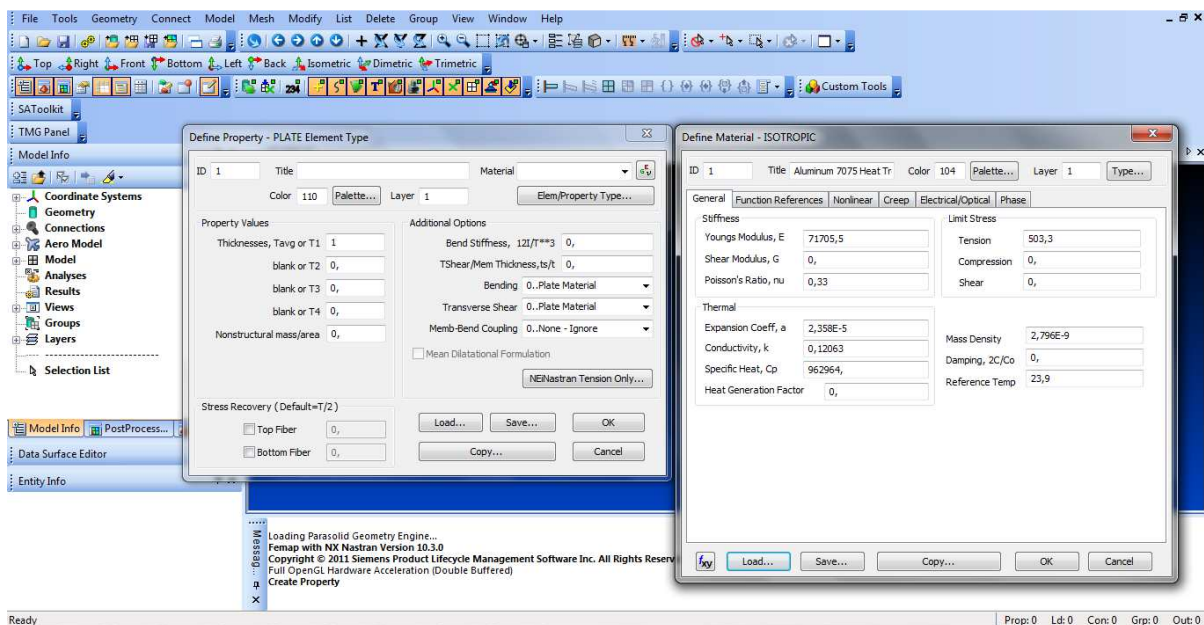 File Tools Geometry Connect Model Mesh Modify List Delete Group View Window Help
Top Right Front Bottom Left Back Isometric Dimetric Trimetric
234 T Custom Tools
SAToolkit
TMG Panel
Model Info
Coordinate Systems
Geometry
Connections
Aero Model
Model
Analyses
Results
Views
Groups
Layers
Selection List
Model Info PostProcess...
Data Surface Editor
Entity Info
Define Property - PLATE Element Type
ID 1 Title Material
Color 110 Palette... Layer 1 Elem/Property Type...
Property Values
Thicknesses, Tavg or T1 1
blank or T2 0,
blank or T3 0,
blank or T4 0,
Nonstructural mass/area 0,
Additional Options
Bend Stiffness, 12I/T**3 0,
TShear/Mem Thickness,ts/t 0,
Bending 0..Plate Material
Transverse Shear 0..Plate Material
Memb-Bend Coupling 0..None - Ignore
Mean Dilatational Formulation
NEiNastran Tension Only...
Stress Recovery ( Default=T/2 )
Top Fiber 0,
Bottom Fiber 0,
Load... Save... OK
Copy... Cancel
Define Material - ISOTROPIC
ID 1 Title Aluminum 7075 Heat Tr Color 104 Palette... Layer 1 Type...
General Function References Nonlinear Creep Electrical/Optical Phase
Stiffness
Youngs Modulus, E 71705,5
Shear Modulus, G 0,
Poisson's Ratio, nu 0,33
Limit Stress
Tension 503,3
Compression 0,
Shear 0,
Thermal
Expansion Coeff, a 2,358E-5
Conductivity, k 0,12063
Specific Heat, Cp 962964,
Heat Generation Factor 0,
Mass Density 2,796E-9
Damping, 2C/Co 0,
Reference Temp 23,9
fxy Load... Save... Copy... OK Cancel
Messag...
Loading Parasolid Geometry Engine...
Femap with NX Nastran Version 10.3.0
Copyright © 2011 Siemens Product Lifecycle Management Software Inc. All Rights Reserv
Full OpenGL Hardware Acceleration (Double Buffered)
Create Property
Ready Prop: 0 Ld: 0 Con: 0 Grp: 0 Out: 0